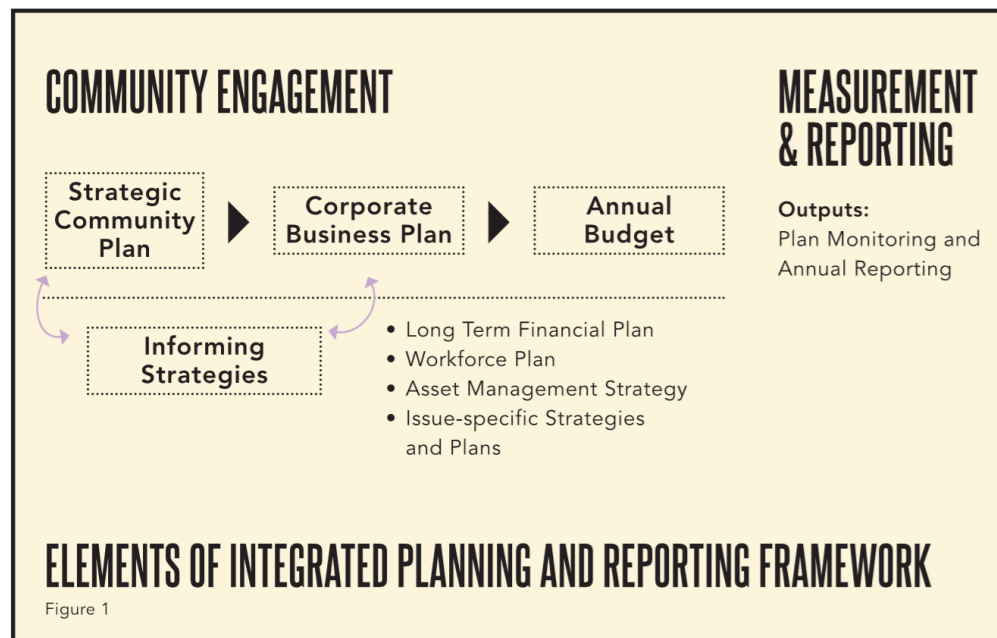 COMMUNITY ENGAGEMENT
MEASUREMENT
& REPORTING
Strategic
Community
Plan
Corporate
Business Plan
Annual
Budget
Outputs:
Plan Monitoring and
Annual Reporting
Informing
Strategies
• Long Term Financial Plan
• Workforce Plan
• Asset Management Strategy
• Issue-specific Strategies
and Plans
ELEMENTS OF INTEGRATED PLANNING AND REPORTING FRAMEWORK
Figure 1